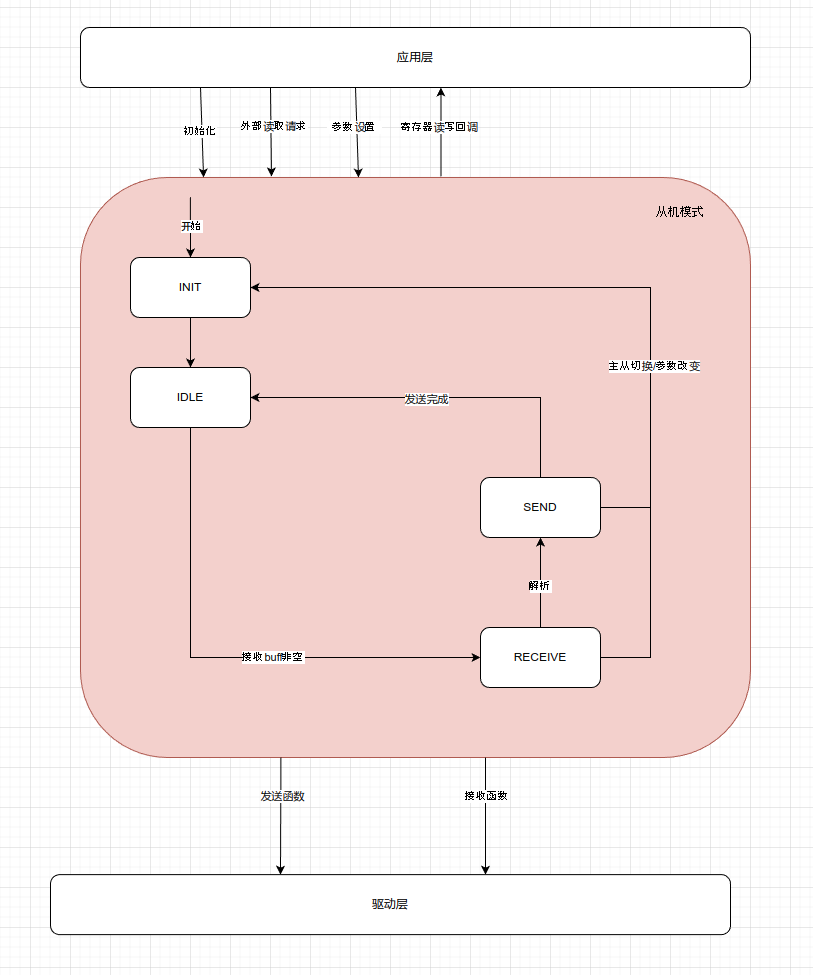 应用层
初始化
外部读取请求
参数设置
寄存器读写回调
从机模式
开始
INIT
主从切换/参数改变
IDLE
发送完成
SEND
解析
接收buff非空
RECEIVE
发送函数
接收函数
驱动层